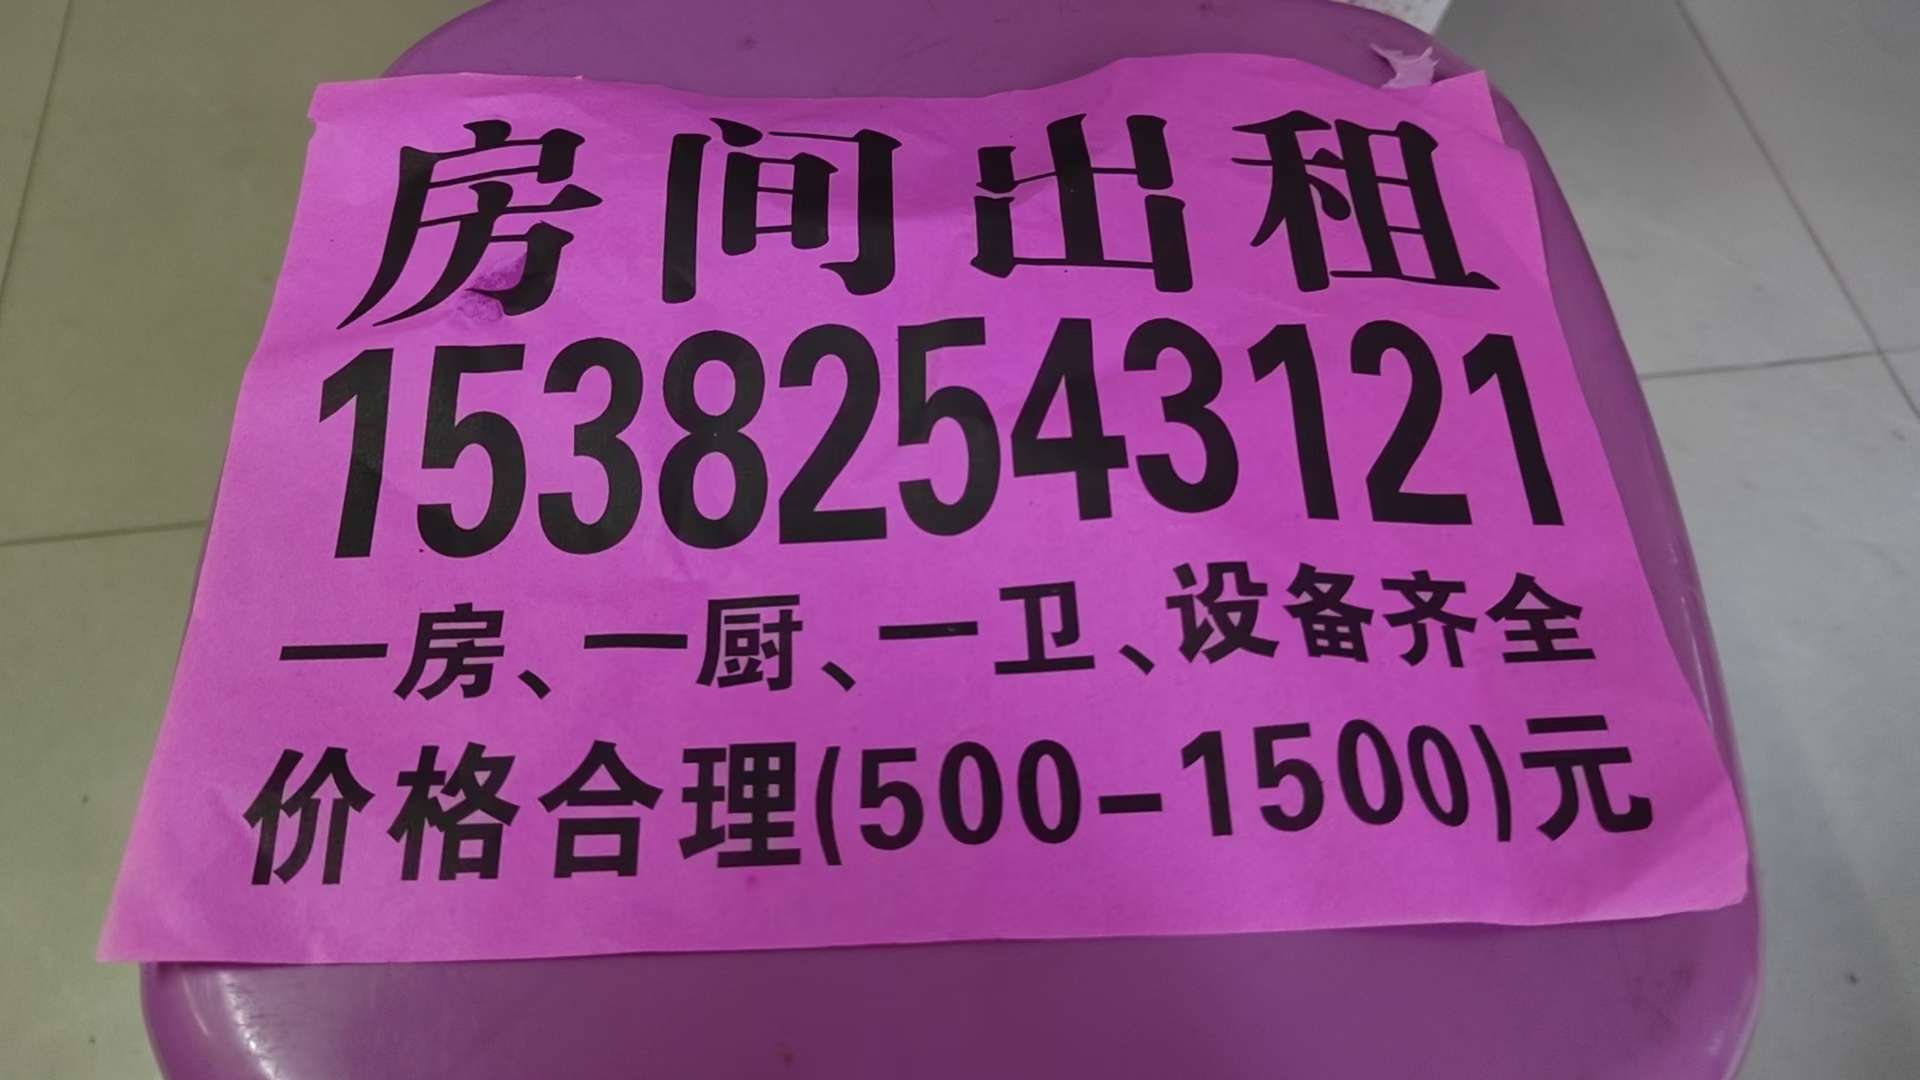 房间出租
15382543121
一房、一厨、一卫、设备齐全
价格合理(500-1500)元